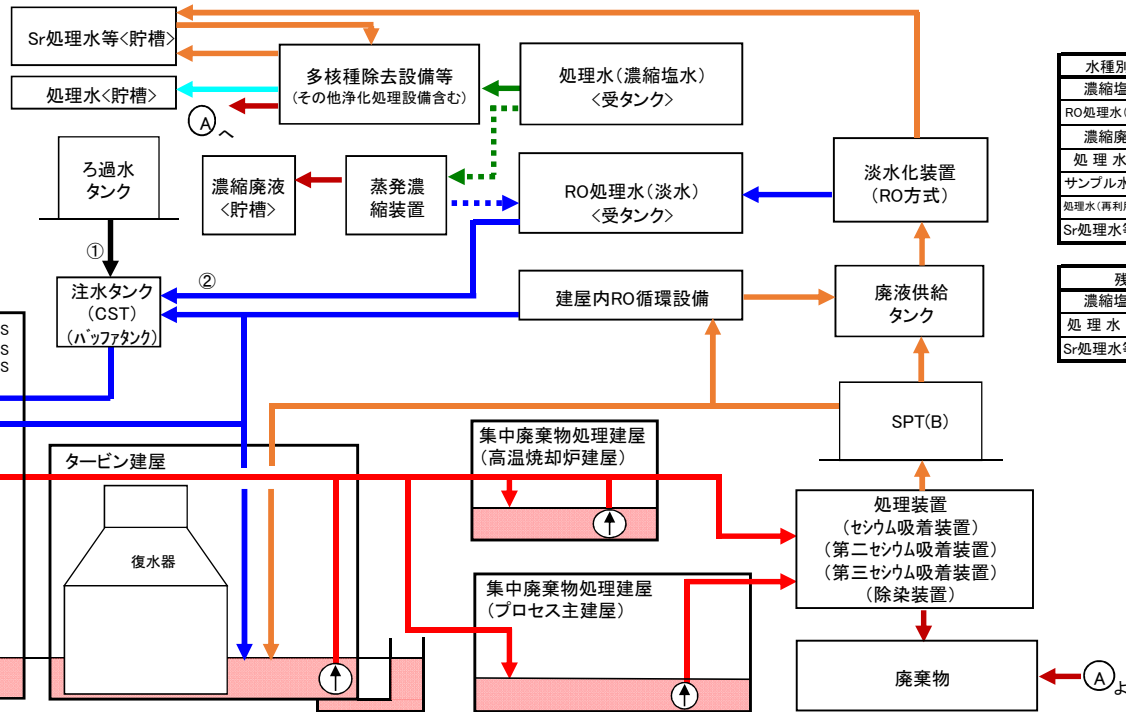 Sr処理水等<貯槽>
処理水<貯槽>
多核種除去設備等
(その他浄化処理設備含む)
処理水(濃縮塩水)
<受タンク>
Aへ
ろ過水
タンク
濃縮廃液
<貯槽>
蒸発濃
縮装置
RO処理水(淡水)
<受タンク>
淡水化装置
(RO方式)
①
②
注水タンク
(CST)
(バッファタンク)
建屋内RO循環設備
廃液供給
タンク
SPT(B)
S
S
S
タービン建屋
復水器
集中廃棄物処理建屋
(高温焼却炉建屋)
集中廃棄物処理建屋
(プロセス主建屋)
処理装置
(セシウム吸着装置)
(第二セシウム吸着装置)
(第三セシウム吸着装置)
(除染装置)
廃棄物
Aよ
水種別
濃縮塩
RO処理水(
濃縮廃
処 理 水
サンプル水
処理水(再利用
Sr処理水等
残
濃縮塩
処 理 水
Sr処理水等